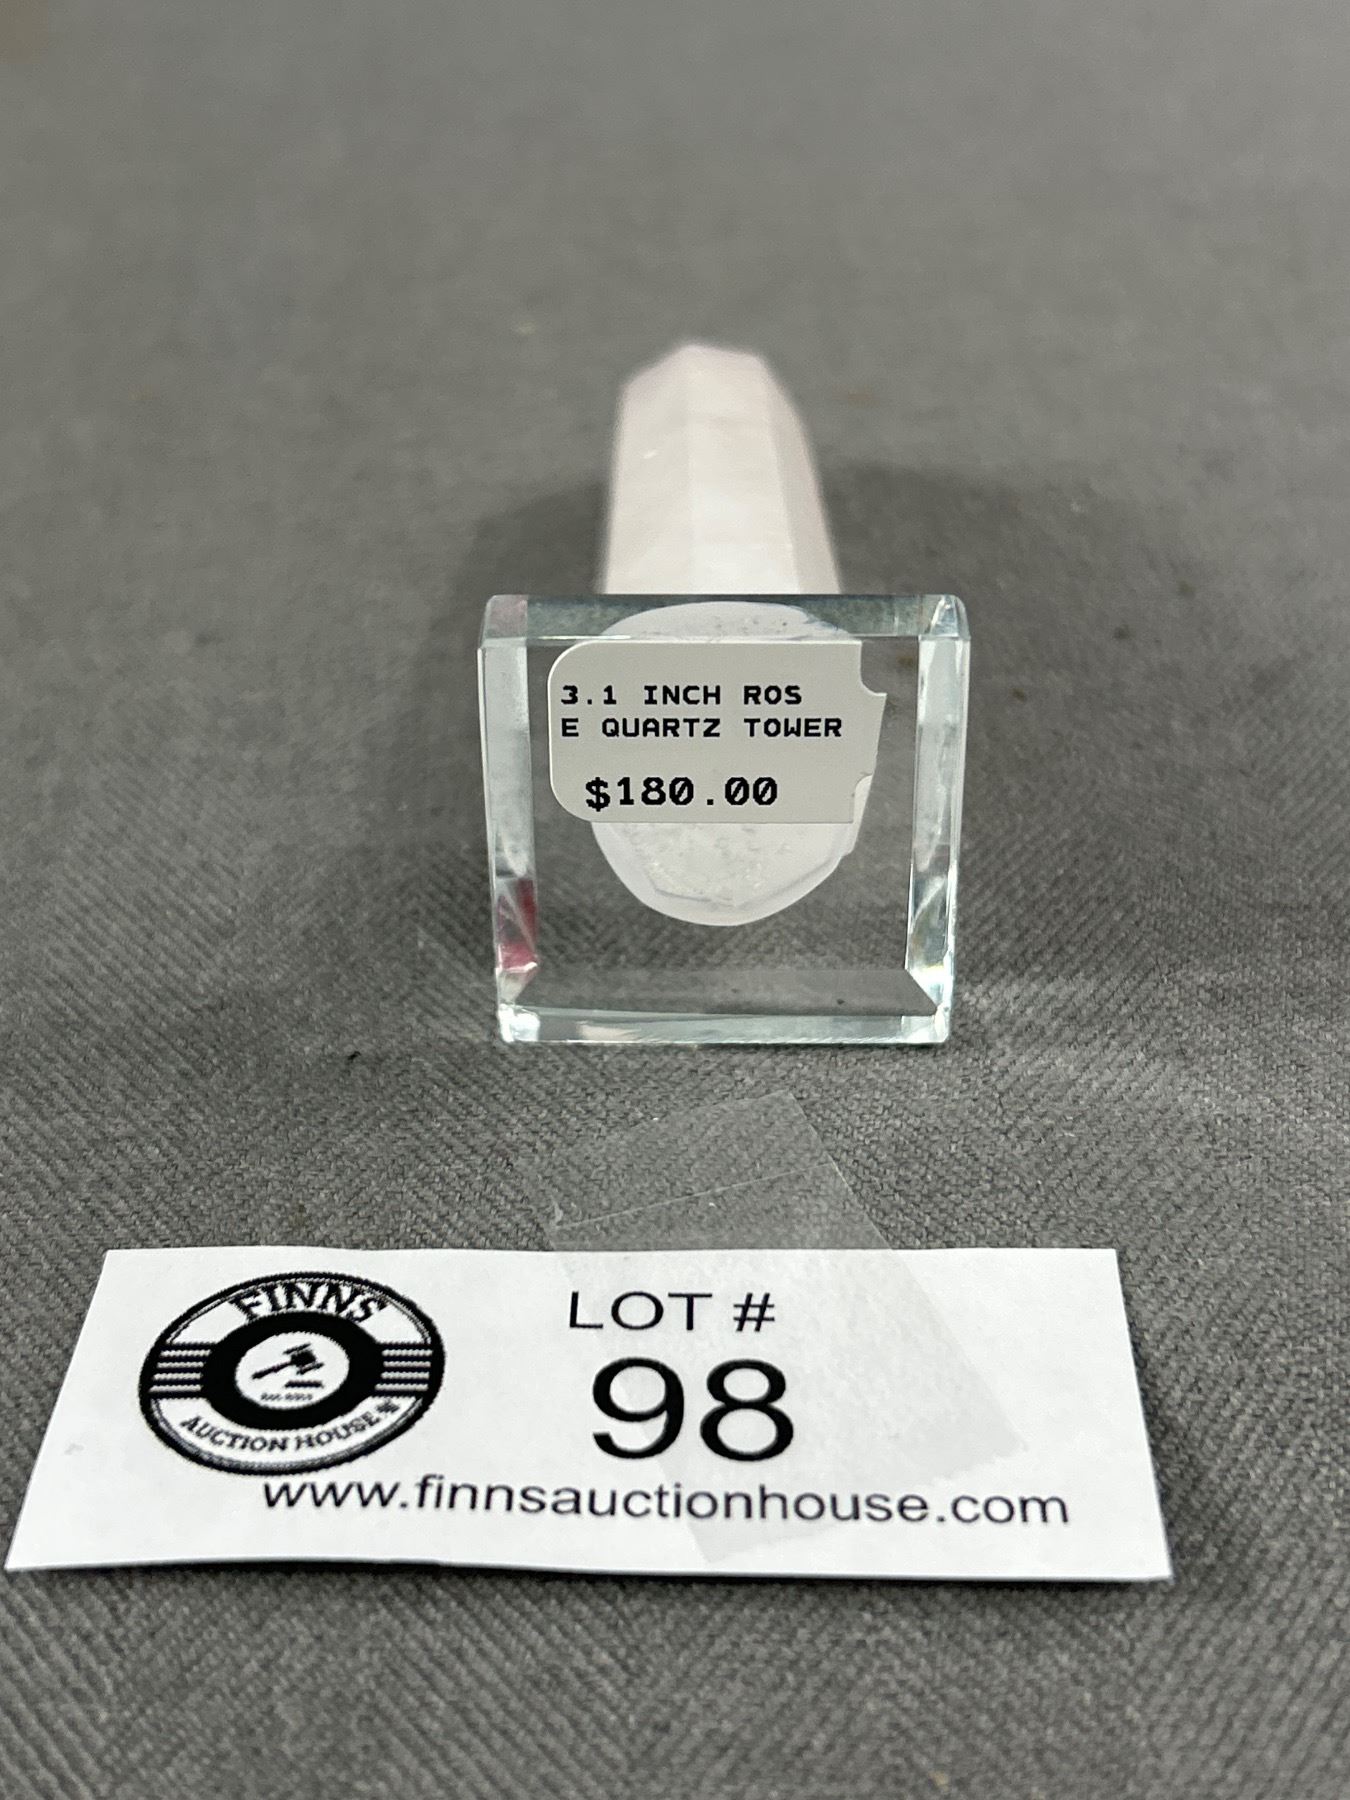 3.1 INCH ROS
E QUARTZ TOWER
$180.00
FINNS
AUCTION HOUSE
LOT #
98
www.finnsauctionhouse.com